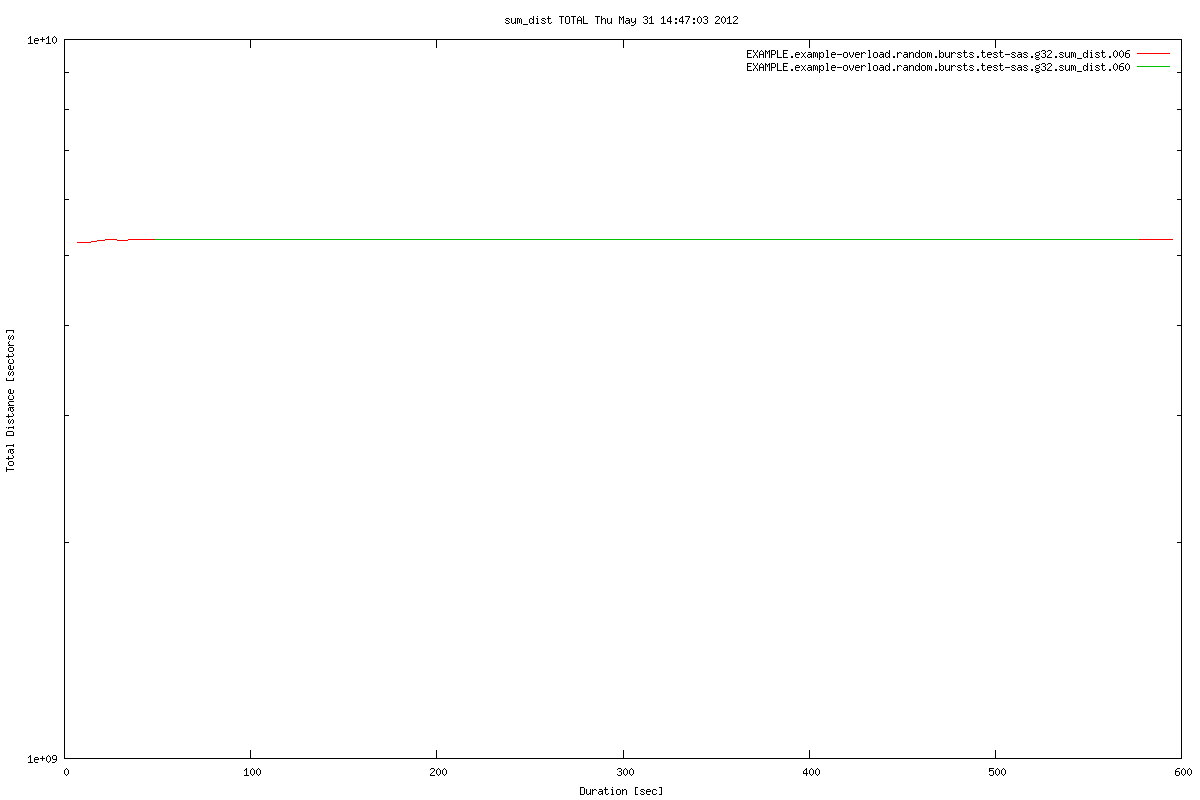 sum_dist TOTAL Thu May 31 14:47:03 2012
1e+10
EXAMPLE.example-overload.random.bursts.test-sas.g32.sum_dist.006
EXAMPLE.example-overload.random.bursts.test-sas.g32.sum_dist.060
Total Distance [sectors]
1e+09
0 100 200 300 400 500 600
Duration [sec]